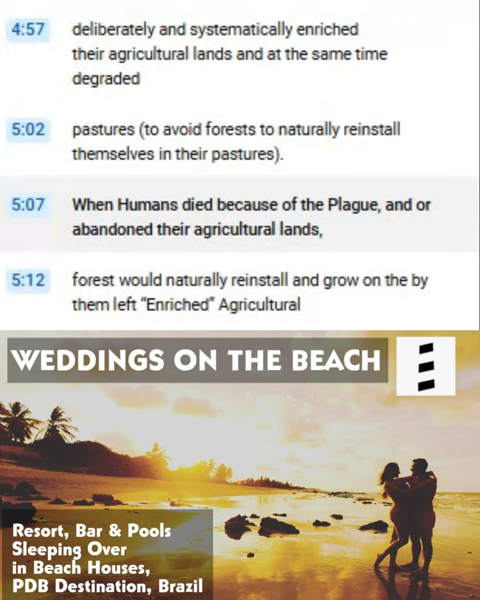 4:57 deliberately and systematically enriched
their agricultural lands and at the same time
degraded
5:02 pastures (to avoid forests to naturally reinstall
themselves in their pastures).
5:07 When Humans died because of the Plague, and or
abandoned their agricultural lands,
5:12 forest would naturally reinstall and grow on the by
them left “Enriched” Agricultural
WEDDINGS ON THE BEACH
Resort, Bar & Pools
Sleeping Over
in Beach Houses,
PDB Destination, Brazil